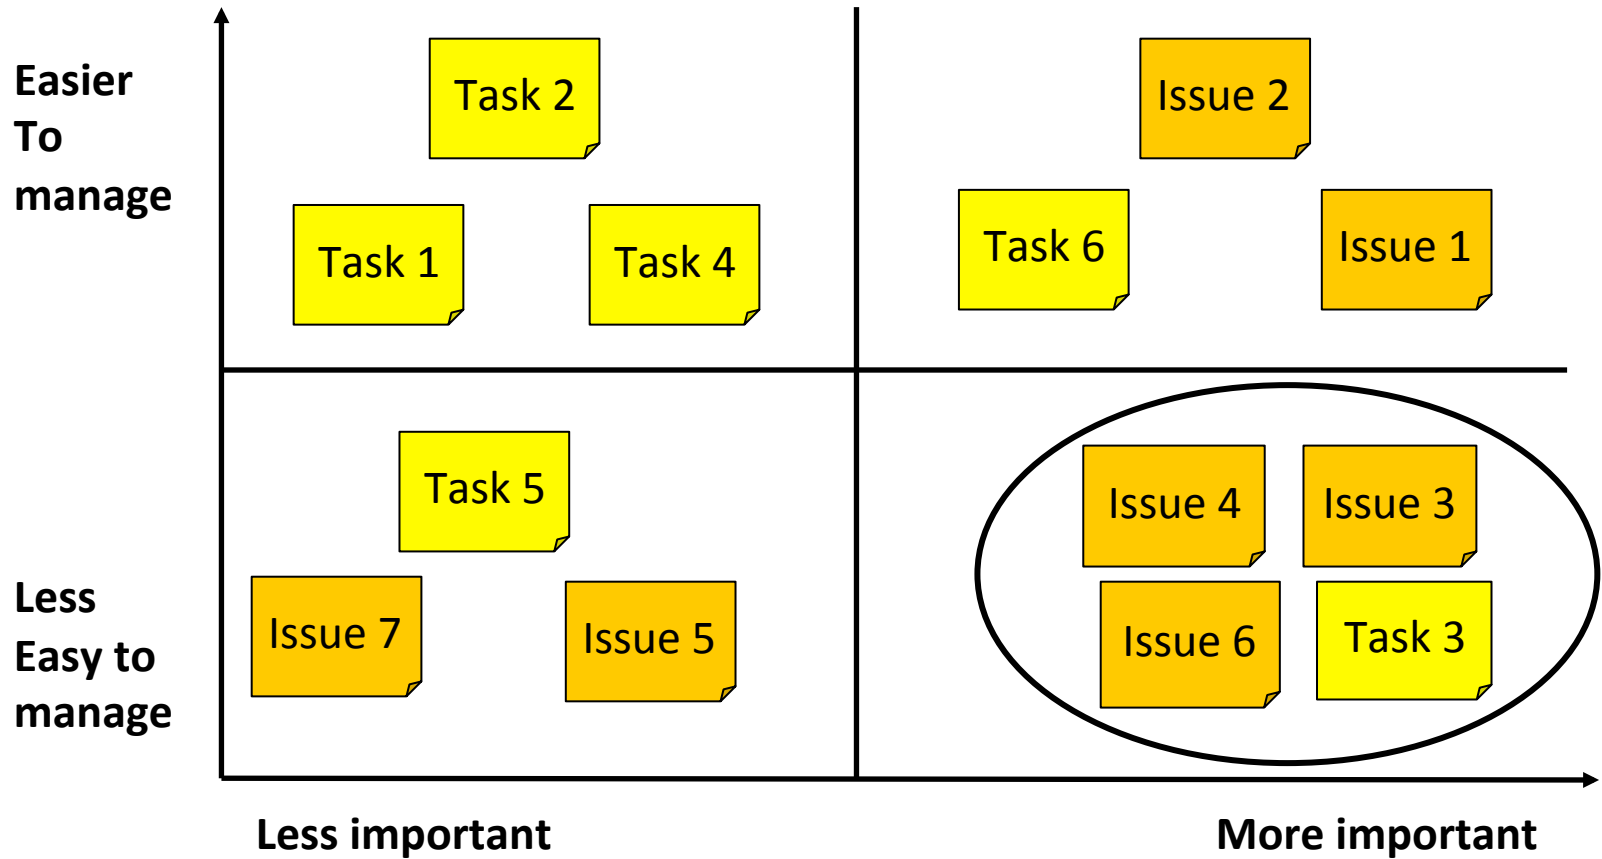 Easier
To
manage
Task 2
Task 1
Task 4
Issue 2
Task 6
Issue 1
Less
Easy to
manage
Task 5
Issue 7
Issue 5
Issue 4
Issue 3
Issue 6
Task 3
Less important
More important